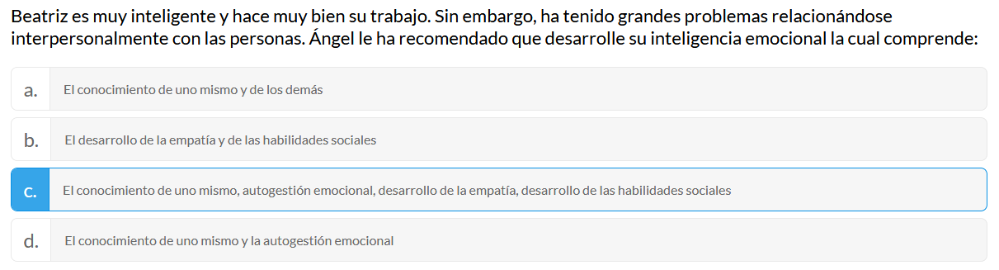 Beatriz es muy inteligente y hace muy bien su trabajo. Sin embargo, ha tenido grandes problemas relacionándose
interpersonalmente con las personas. Ángel le ha recomendado que desarrolle su inteligencia emocional la cual comprende:
a. El conocimiento de uno mismo y de los demás
b. El desarrollo de la empatía y de las habilidades sociales
c. El conocimiento de uno mismo, autogestión emocional, desarrollo de la empatía, desarrollo de las habilidades sociales
d. El conocimiento de uno mismo y la autogestión emocional